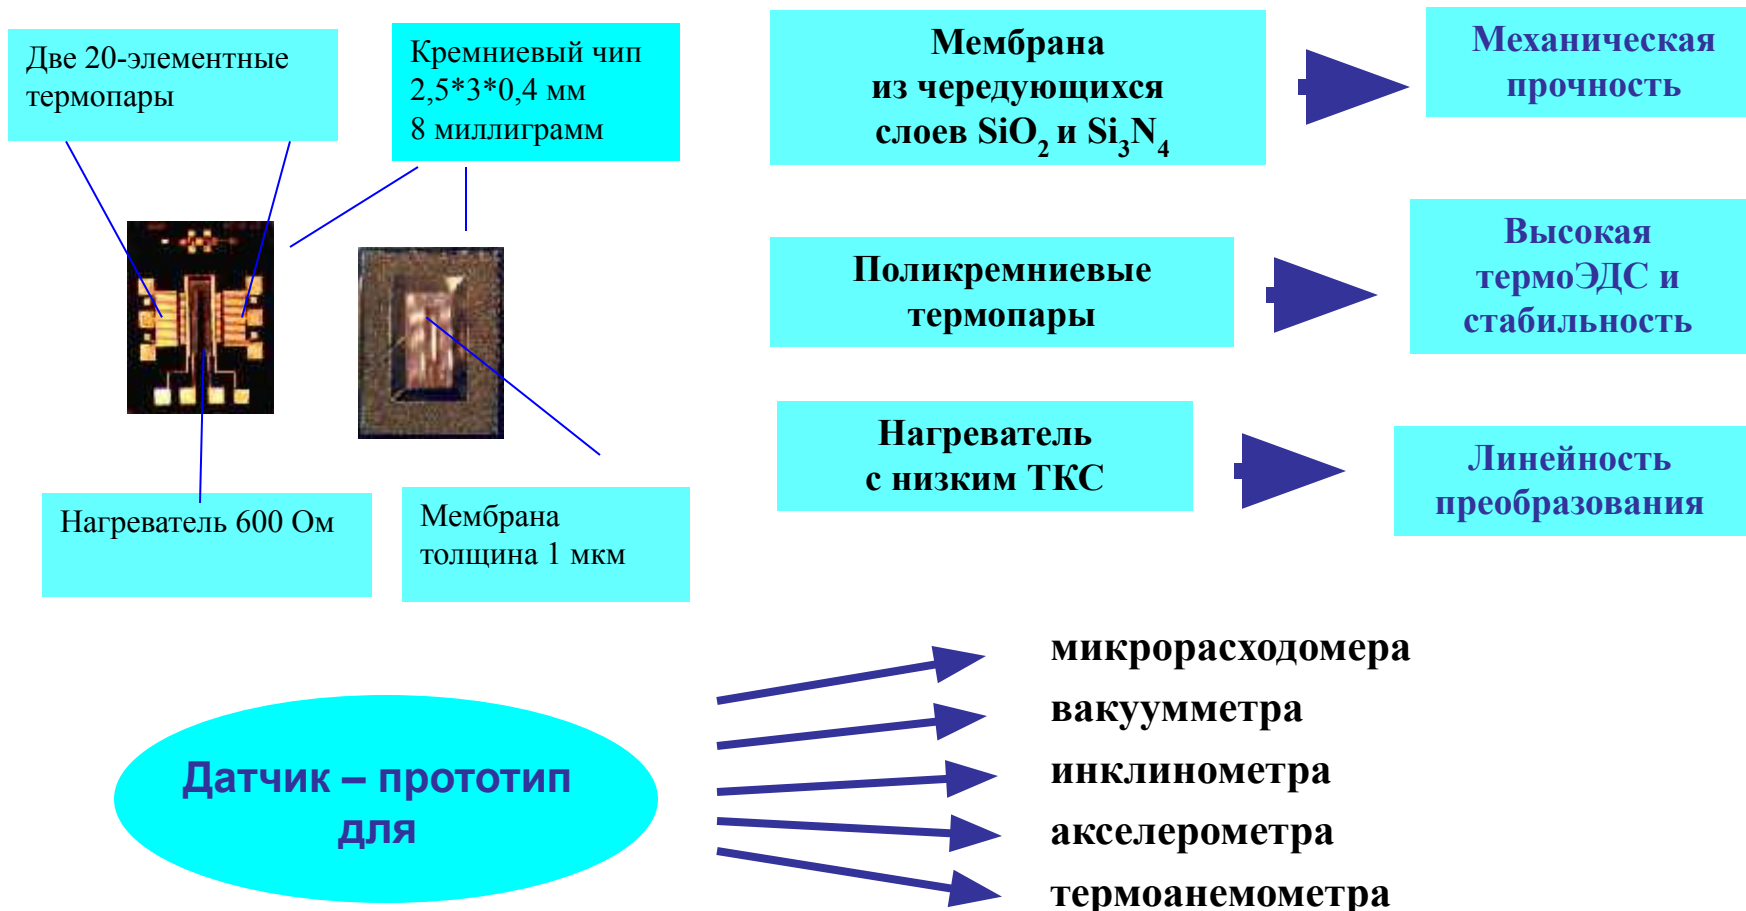 Две 20-элементные
термопары
Кремниевый чип
2,5*3*0,4 мм
8 миллиграмм
Нагреватель 600 Ом
Мембрана
толщина 1 мкм
Мембрана
из чередующихся
слоев SiO₂ и Si₃N₄
Механическая
прочность
Поликремниевые
термопары
Высокая
термоЭДС и
стабильность
Нагреватель
с низким ТКС
Линейность
преобразования
Датчик – прототип
для
микрорасходомера
вакуумметра
инклинометра
акселерометра
термоанемометра